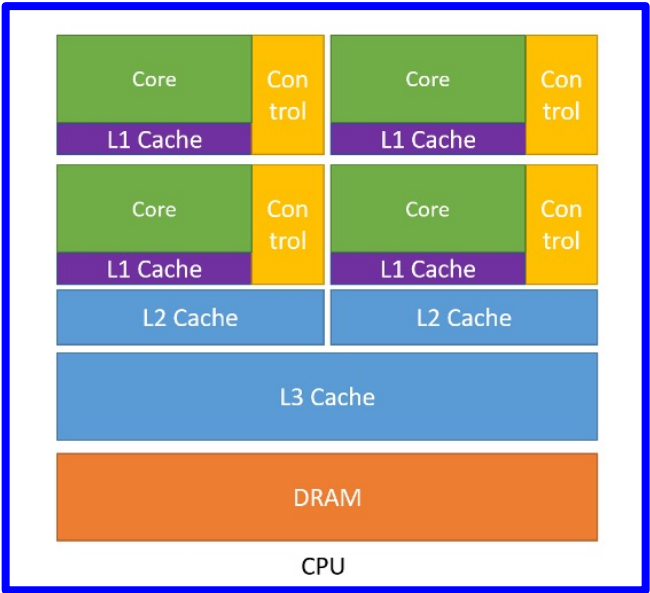 Core
Con
trol
L1 Cache
Core
Con
trol
L1 Cache
Core
Con
trol
L1 Cache
Core
Con
trol
L1 Cache
L2 Cache
L2 Cache
L3 Cache
DRAM
CPU